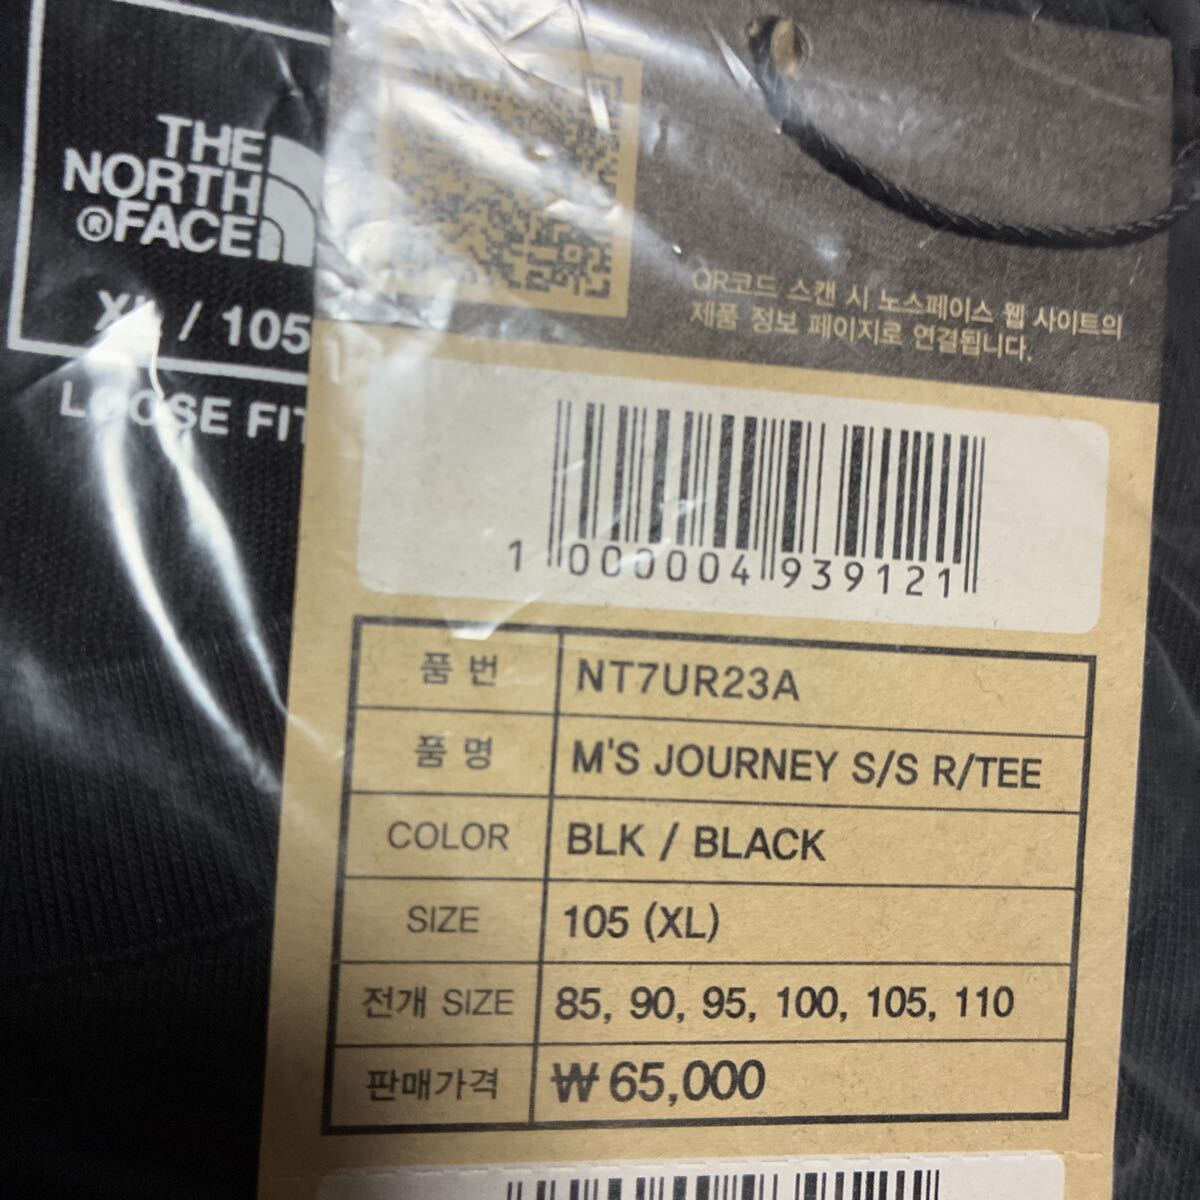 THE
NORTH
®FACE
XL / 105
LOOSE FIT
QR코드 스캔 시 노스페이스 웹 사이트의
제품 정보 페이지로 연결됩니다.
1 000004 939121
품 번 NT7UR23A
품 명 M'S JOURNEY S/S R/TEE
COLOR BLK / BLACK
SIZE 105 (XL)
전개 SIZE 85, 90, 95, 100, 105, 110
판매가격 ₩ 65,000